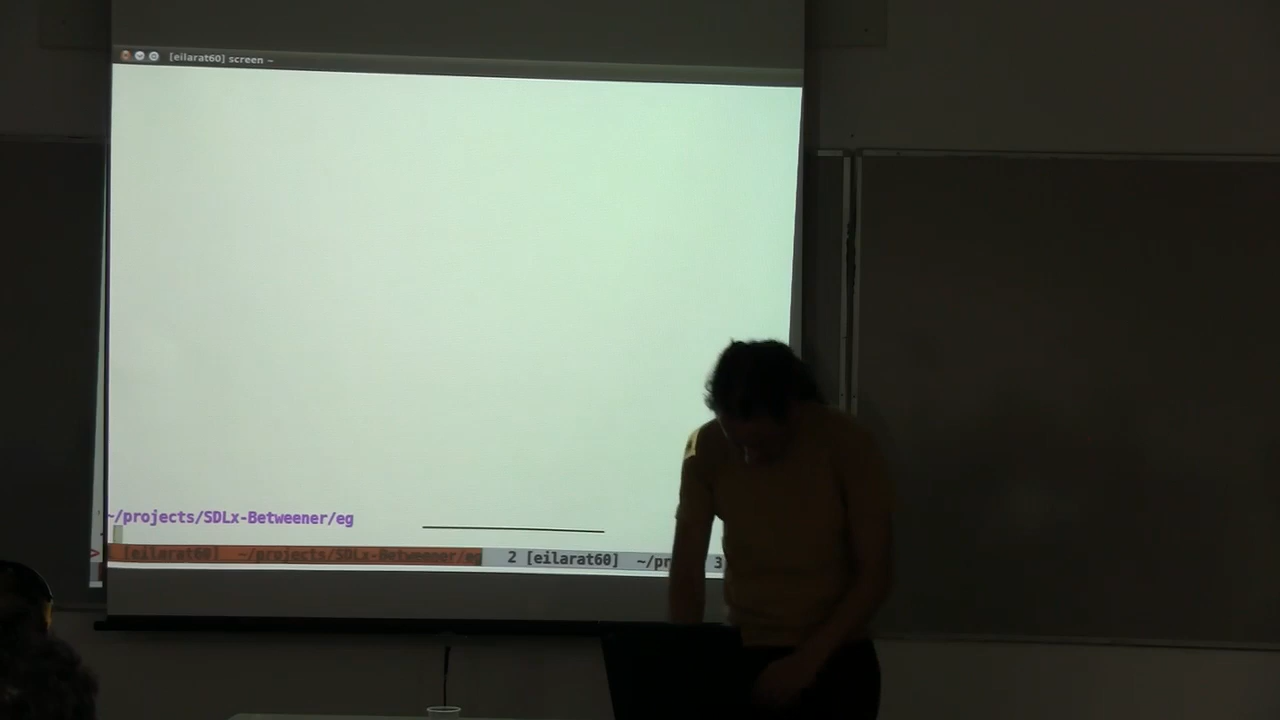 [eilarat60] screen ~
~/projects/SDLx-Betweener/eg
>
[eilarat60] ~/projects/SDLx-Betweener/eg 2 [eilarat60] ~/pr 3